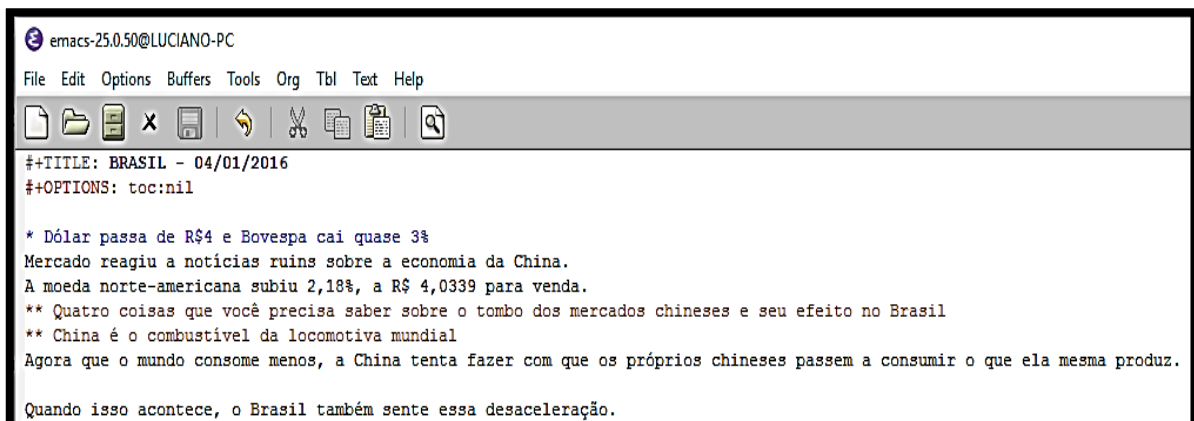 emacs-25.0.50@LUCIANO-PC
File Edit Options Buffers Tools Org Tbl Text Help
#+TITLE: BRASIL - 04/01/2016
#+OPTIONS: toc:nil
* Dólar passa de R$4 e Bovespa cai quase 3%
Mercado reagiu a notícias ruins sobre a economia da China.
A moeda norte-americana subiu 2,18%, a R$ 4,0339 para venda.
** Quatro coisas que você precisa saber sobre o tombo dos mercados chineses e seu efeito no Brasil
** China é o combustível da locomotiva mundial
Agora que o mundo consome menos, a China tenta fazer com que os próprios chineses passem a consumir o que ela mesma produz.
Quando isso acontece, o Brasil também sente essa desaceleração.